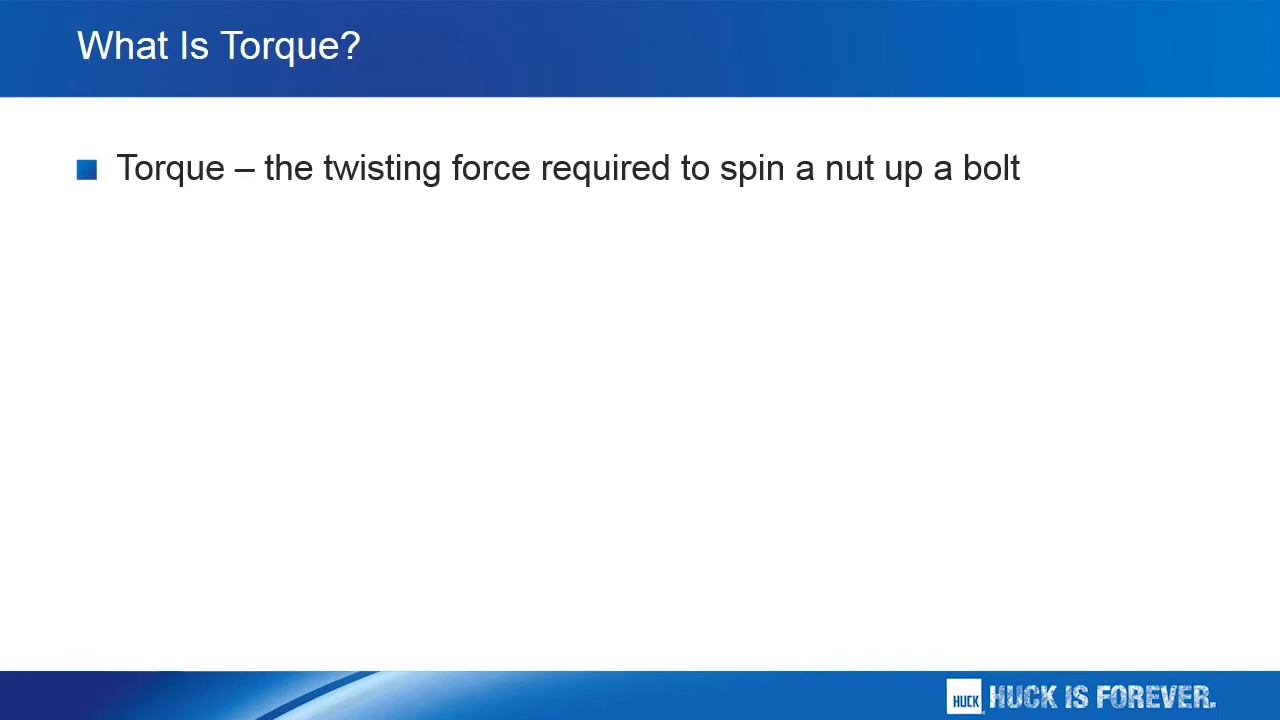 What Is Torque?
Torque – the twisting force required to spin a nut up a bolt
HUCK HUCK IS FOREVER.